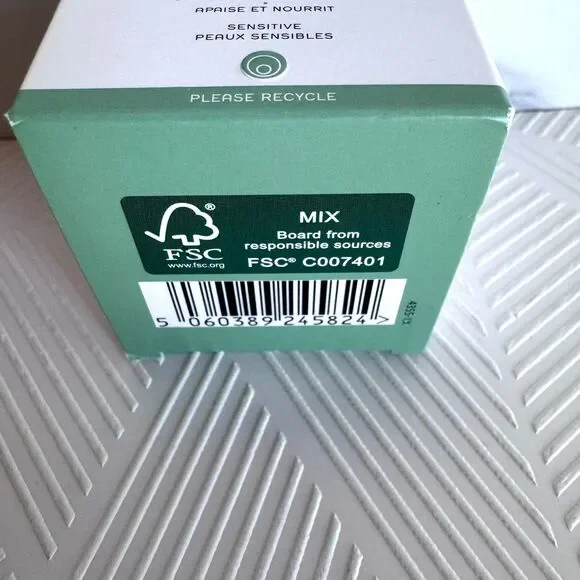 APAISE ET NOURRIT
SENSITIVE
PEAUX SENSIBLES
PLEASE RECYCLE
FSC
®
www.fsc.org
MIX
Board from
responsible sources
FSC® C007401
5 060389 245824 >